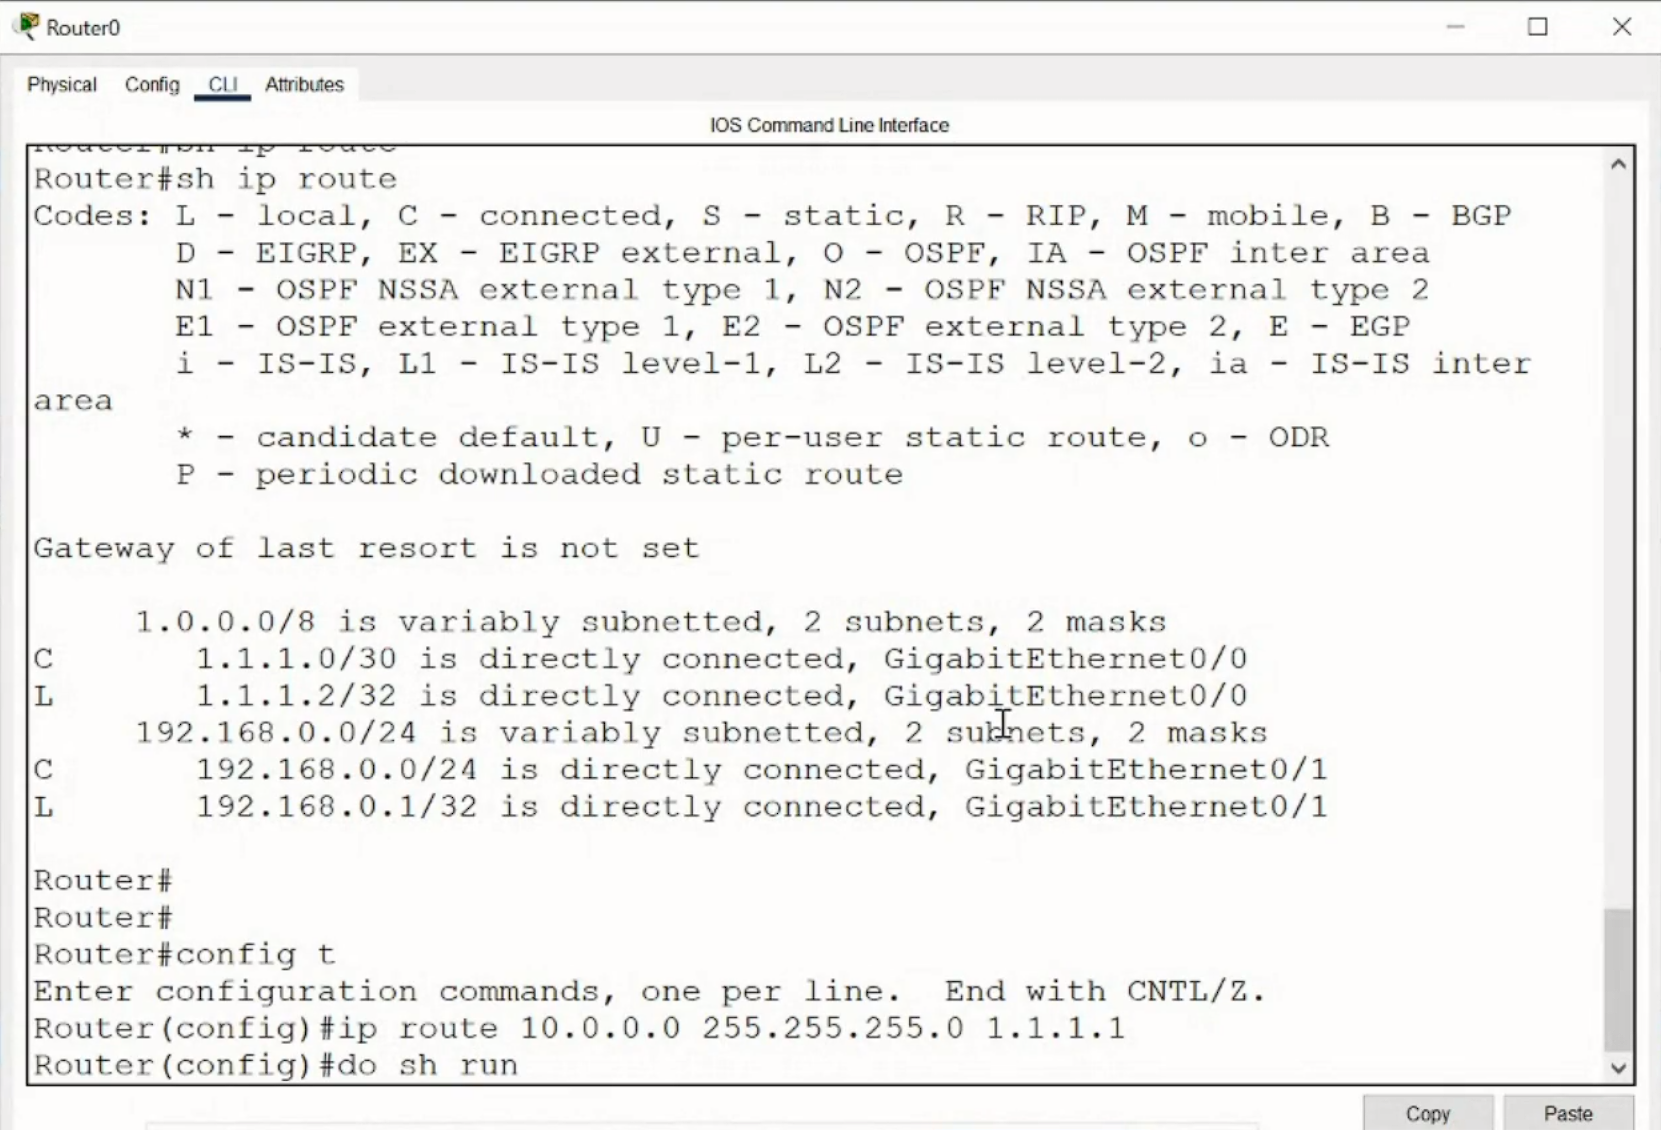 Router0
Physical Config CLI Attributes
IOS Command Line Interface
Router#sh ip route
Router#sh ip route
Codes: L - local, C - connected, S - static, R - RIP, M - mobile, B - BGP
D - EIGRP, EX - EIGRP external, O - OSPF, IA - OSPF inter area
N1 - OSPF NSSA external type 1, N2 - OSPF NSSA external type 2
E1 - OSPF external type 1, E2 - OSPF external type 2, E - EGP
i - IS-IS, L1 - IS-IS level-1, L2 - IS-IS level-2, ia - IS-IS inter
area
* - candidate default, U - per-user static route, o - ODR
P - periodic downloaded static route
Gateway of last resort is not set
1.0.0.0/8 is variably subnetted, 2 subnets, 2 masks
C 1.1.1.0/30 is directly connected, GigabitEthernet0/0
L 1.1.1.2/32 is directly connected, GigabitEthernet0/0
192.168.0.0/24 is variably subnetted, 2 subnets, 2 masks
C 192.168.0.0/24 is directly connected, GigabitEthernet0/1
L 192.168.0.1/32 is directly connected, GigabitEthernet0/1
Router#
Router#
Router#config t
Enter configuration commands, one per line. End with CNTL/Z.
Router(config)#ip route 10.0.0.0 255.255.255.0 1.1.1.1
Router(config)#do sh run
Copy Paste